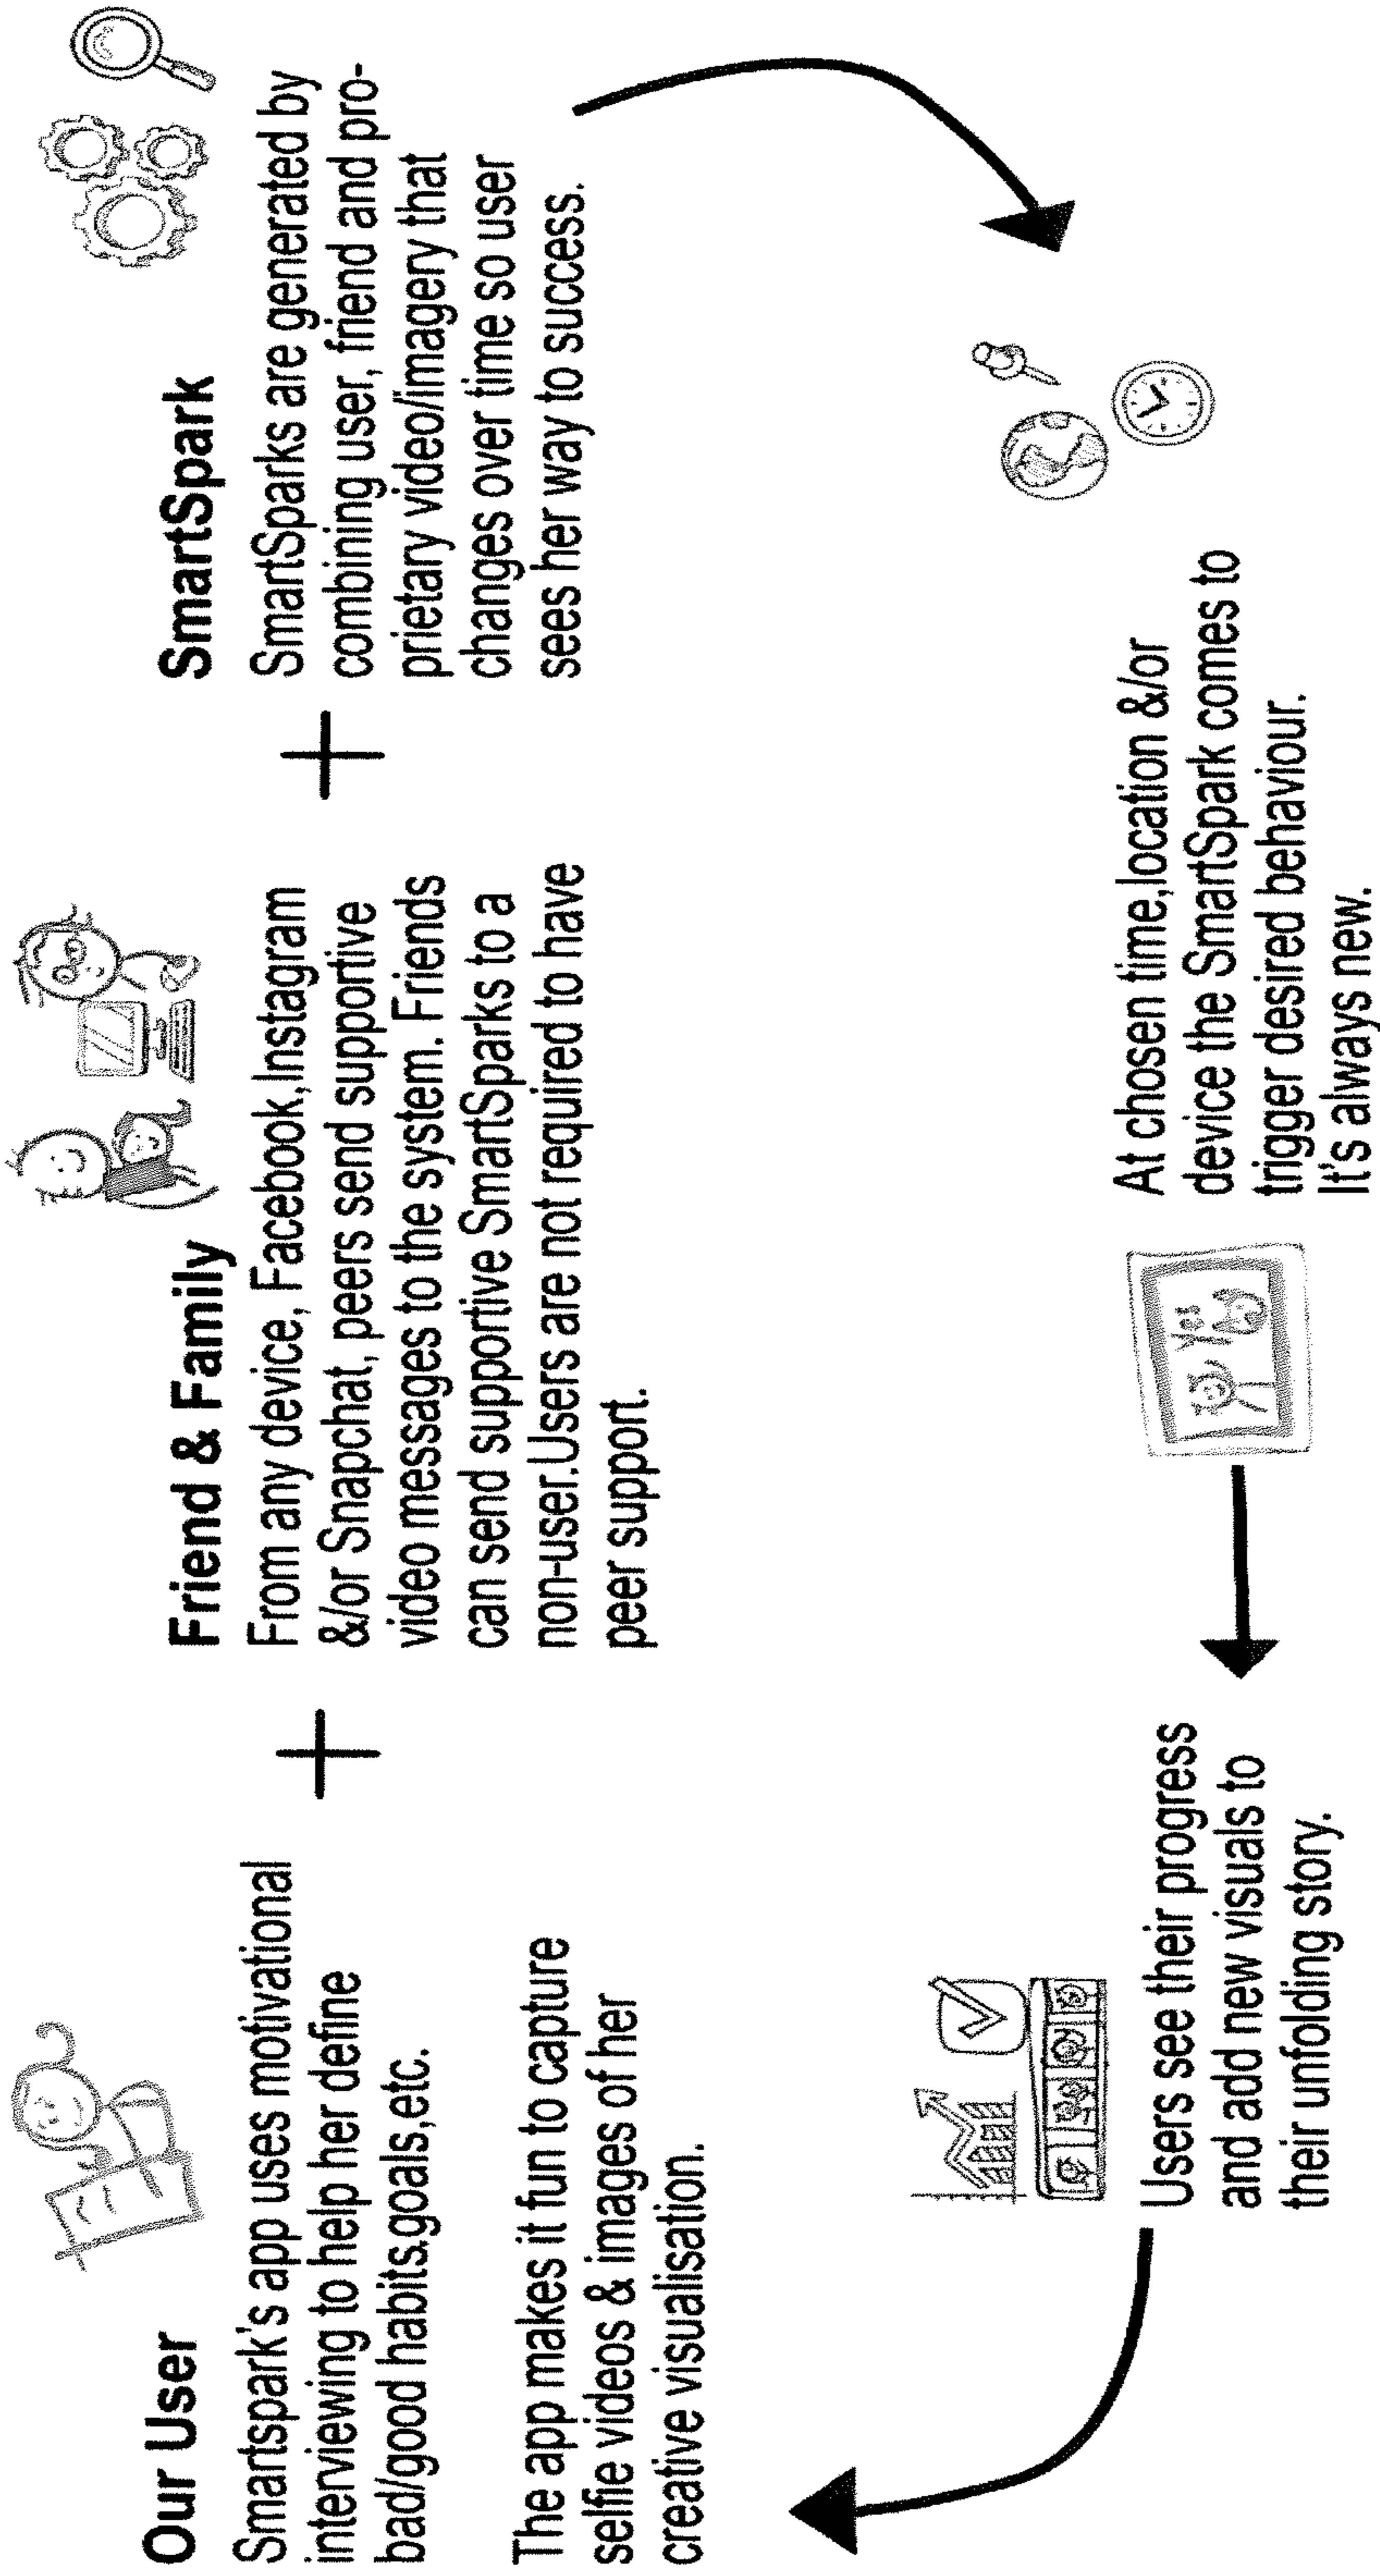 Our User
Smartspark's app uses motivational
interviewing to help her define
bad/good habits,goals,etc.
The app makes it fun to capture
selfie videos & images of her
creative visualisation.
+
Friend & Family
From any device, Facebook,Instagram
&/or Snapchat, peers send supportive
video messages to the system. Friends
can send supportive SmartSparks to a
non-user.Users are not required to have
peer support.
+
SmartSpark
SmartSparks are generated by
combining user, friend and pro-
prietary video/imagery that
changes over time so user
sees her way to success.
At chosen time,location &/or
device the SmartSpark comes to
trigger desired behaviour.
It's always new.
Yes
Users see their progress
and add new visuals to
their unfolding story.